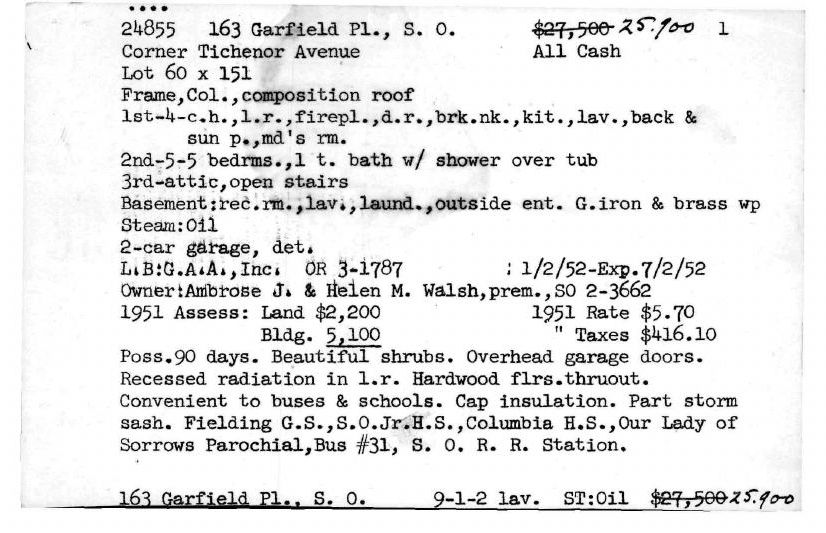 24855 163 Garfield Pl., S. O. $27,500 25.900 1
Corner Tichenor Avenue All Cash
Lot 60 x 151
Frame,Col.,composition roof
1st-4-c.h.,l.r.,firepl.,d.r.,brk.nk.,kit.,lav.,back &
sun p.,md's rm.
2nd-5-5 bedrms.,1 t. bath w/ shower over tub
3rd-attic,open stairs
Basement:rec.rm.,lav.,laund.,outside ent. G.iron & brass wp
Steam:Oil
2-car garage, det.
L.B:G.A.A.,Inc. OR 3-1787 : 1/2/52-Exp.7/2/52
Owner:Ambrose J. & Helen M. Walsh,prem.,SO 2-3662
1951 Assess: Land $2,200 1951 Rate $5.70
Bldg. 5,100 " Taxes $416.10
Poss.90 days. Beautiful shrubs. Overhead garage doors.
Recessed radiation in l.r. Hardwood flrs.thruout.
Convenient to buses & schools. Cap insulation. Part storm
sash. Fielding G.S.,S.O.Jr.H.S.,Columbia H.S.,Our Lady of
Sorrows Parochial,Bus #31, S. O. R. R. Station.
163 Garfield Pl., S. O. 9-1-2 lav. ST:Oil $27,500 25.900